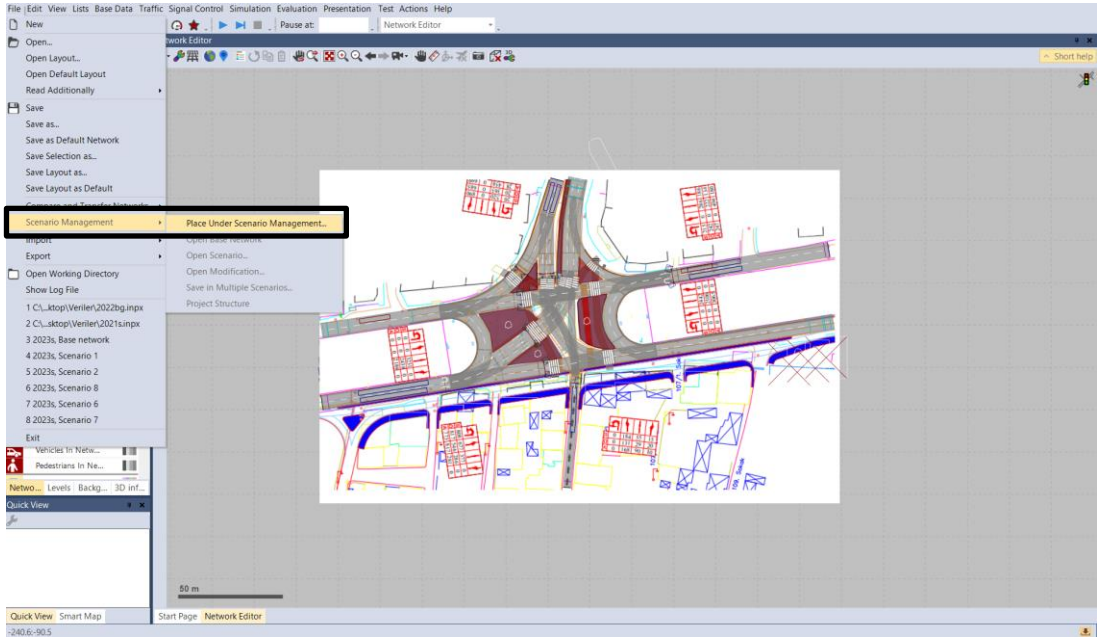 File Edit View Lists Base Data Traffic Signal Control Simulation Evaluation Presentation Test Actions Help
New
Pause at:
Network Editor
Open...
twork Editor
Open Layout...
Short help
Open Default Layout
Read Additionally
Save
Save as...
Save as Default Network
Save Selection as...
Save Layout as...
Save Layout as Default
Compare and Transfer Networks
Scenario Management
Place Under Scenario Management...
Import
Open Base Network
Export
Open Scenario...
Open Working Directory
Open Modification...
Show Log File
Save in Multiple Scenarios...
1 C:\...ktop\Veriler\2022bg.inpx
Project Structure
2 C:\...sktop\Veriler\2021s.inpx
3 2023s, Base network
4 2023s, Scenario 1
5 2023s, Scenario 2
6 2023s, Scenario 8
7 2023s, Scenario 6
8 2023s, Scenario 7
Exit
Vehicles In Netw...
Pedestrians In Ne...
Netwo... Levels Backg... 3D inf...
Quick View
50 m
Quick View Smart Map
Start Page Network Editor
-240.6:-90.5